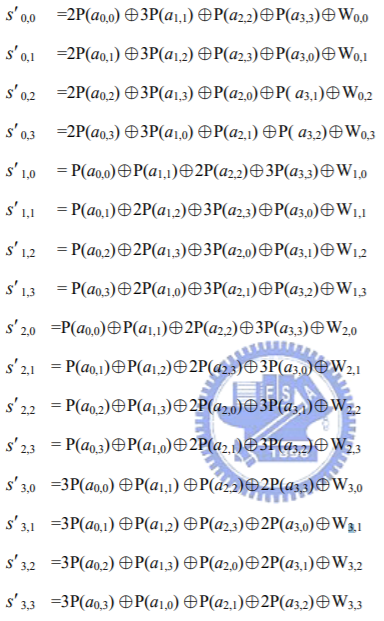 s'0,0 =2P(a0,0) ⊕3P(a1,1) ⊕P(a2,2)⊕P(a3,3)⊕W0,0
s'0,1 =2P(a0,1) ⊕3P(a1,2) ⊕P(a2,3)⊕P(a3,0)⊕W0,1
s'0,2 =2P(a0,2) ⊕3P(a1,3) ⊕P(a2,0)⊕P( a3,1)⊕W0,2
s'0,3 =2P(a0,3) ⊕3P(a1,0) ⊕P(a2,1) ⊕P( a3,2)⊕W0,3
s'1,0 = P(a0,0)⊕P(a1,1)⊕2P(a2,2)⊕3P(a3,3)⊕W1,0
s'1,1 = P(a0,1)⊕2P(a1,2)⊕3P(a2,3)⊕P(a3,0)⊕W1,1
s'1,2 = P(a0,2)⊕2P(a1,3)⊕3P(a2,0)⊕P(a3,1)⊕W1,2
s'1,3 = P(a0,3)⊕2P(a1,0)⊕3P(a2,1)⊕P(a3,2)⊕W1,3
s'2,0 =P(a0,0)⊕P(a1,1)⊕2P(a2,2)⊕3P(a3,3)⊕W2,0
s'2,1 = P(a0,1)⊕P(a1,2)⊕2P(a2,3)⊕3P(a3,0)⊕W2,1
s'2,2 = P(a0,2)⊕P(a1,3)⊕2P(a2,0)⊕3P(a3,1)⊕W2,2
s'2,3 = P(a0,3)⊕P(a1,0)⊕2P(a2,1)⊕3P(a3,2)⊕W2,3
s'3,0 =3P(a0,0) ⊕P(a1,1) ⊕P(a2,2)⊕2P(a3,3)⊕W3,0
s'3,1 =3P(a0,1) ⊕P(a1,2) ⊕P(a2,3)⊕2P(a3,0)⊕W3,1
s'3,2 =3P(a0,2) ⊕P(a1,3) ⊕P(a2,0)⊕2P(a3,1)⊕W3,2
s'3,3 =3P(a0,3) ⊕P(a1,0) ⊕P(a2,1)⊕2P(a3,2)⊕W3,3